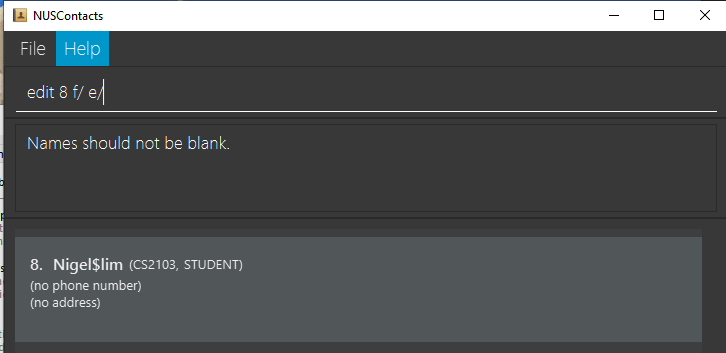 NUSContacts
File Help
edit 8 f/ e/
Names should not be blank.
8. Nigel$lim (CS2103, STUDENT)
(no phone number)
(no address)